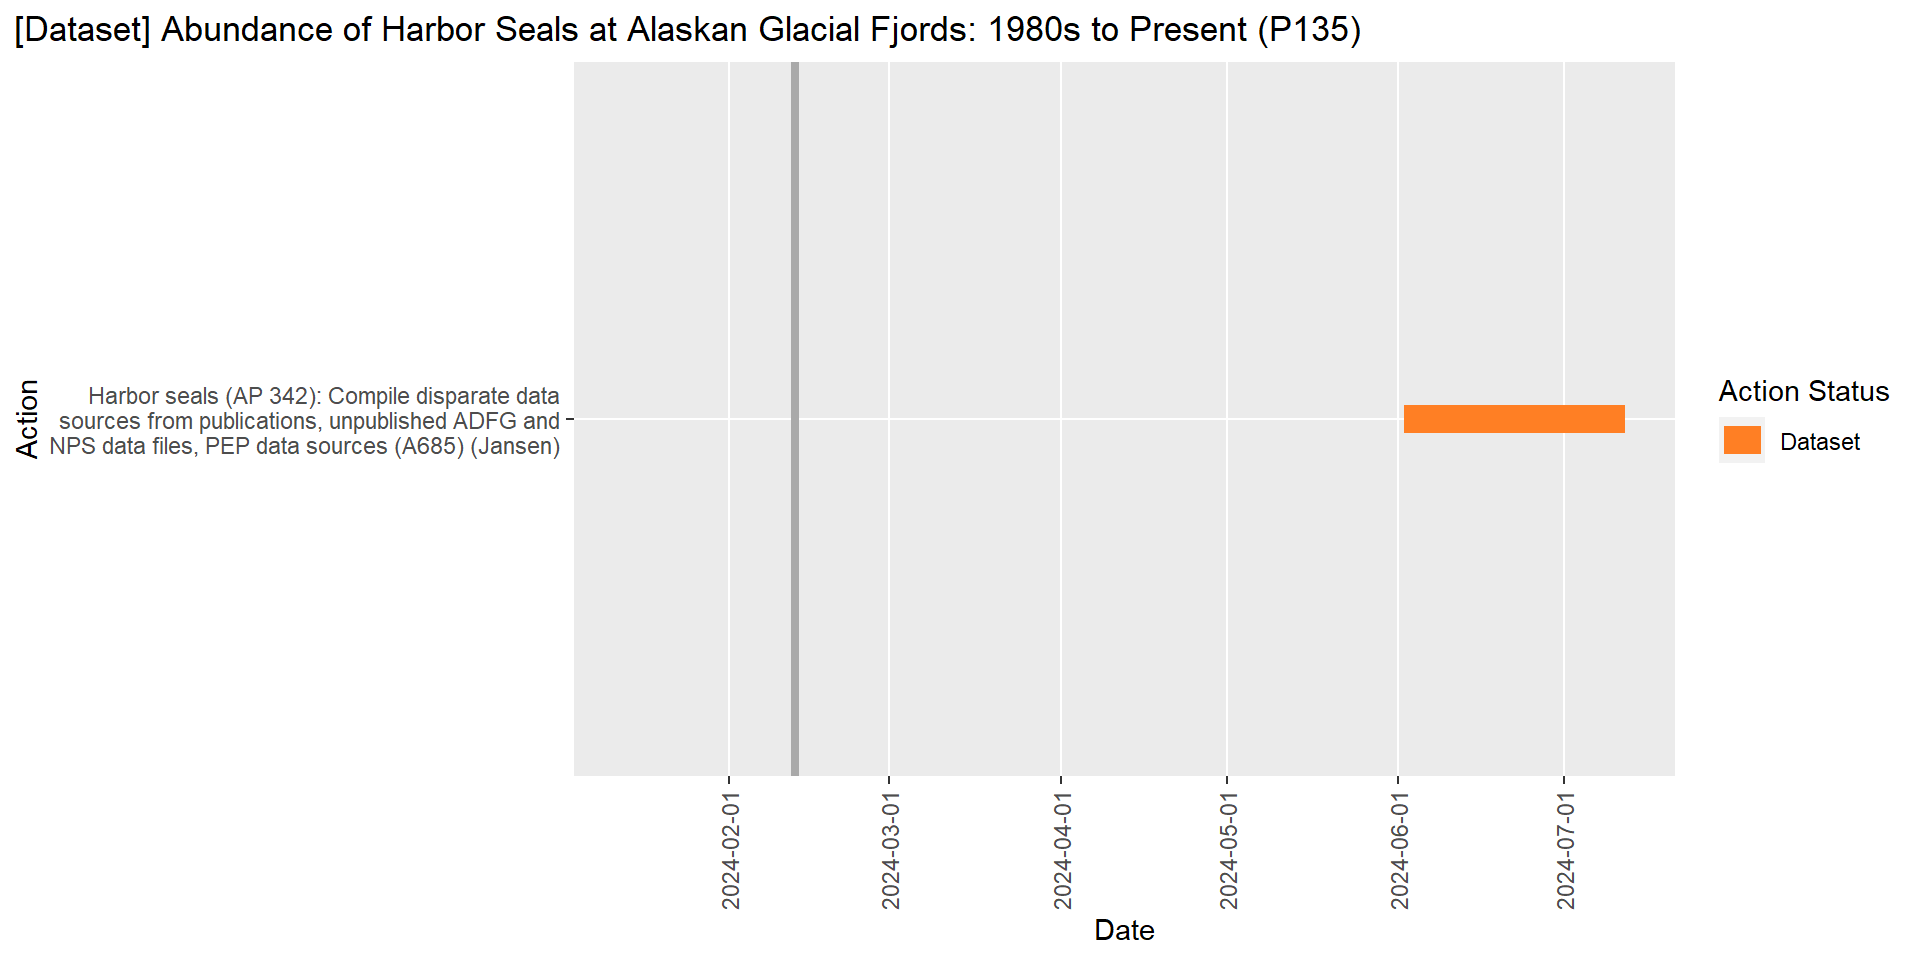 [Dataset] Abundance of Harbor Seals at Alaskan Glacial Fjords: 1980s to Present (P135)
Action
Harbor seals (AP 342): Compile disparate data
sources from publications, unpublished ADFG and
NPS data files, PEP data sources (A685) (Jansen)
Action Status
Dataset
2024-02-01
2024-03-01
2024-04-01
2024-05-01
2024-06-01
2024-07-01
Date